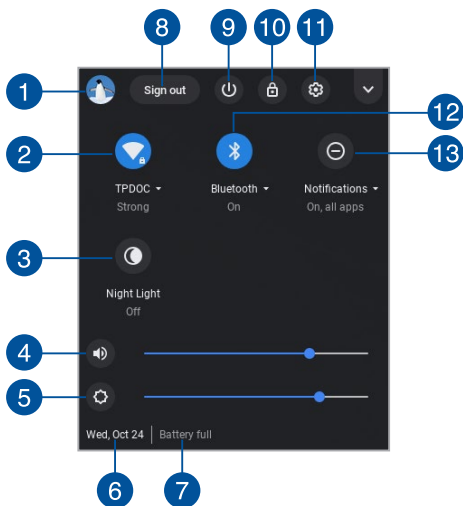 8 9 10 11
1 Sign out
12
2 13
TPDOC Bluetooth Notifications
Strong On On, all apps
3
Night Light
Off
4
5
Wed, Oct 24 Battery full
6 7